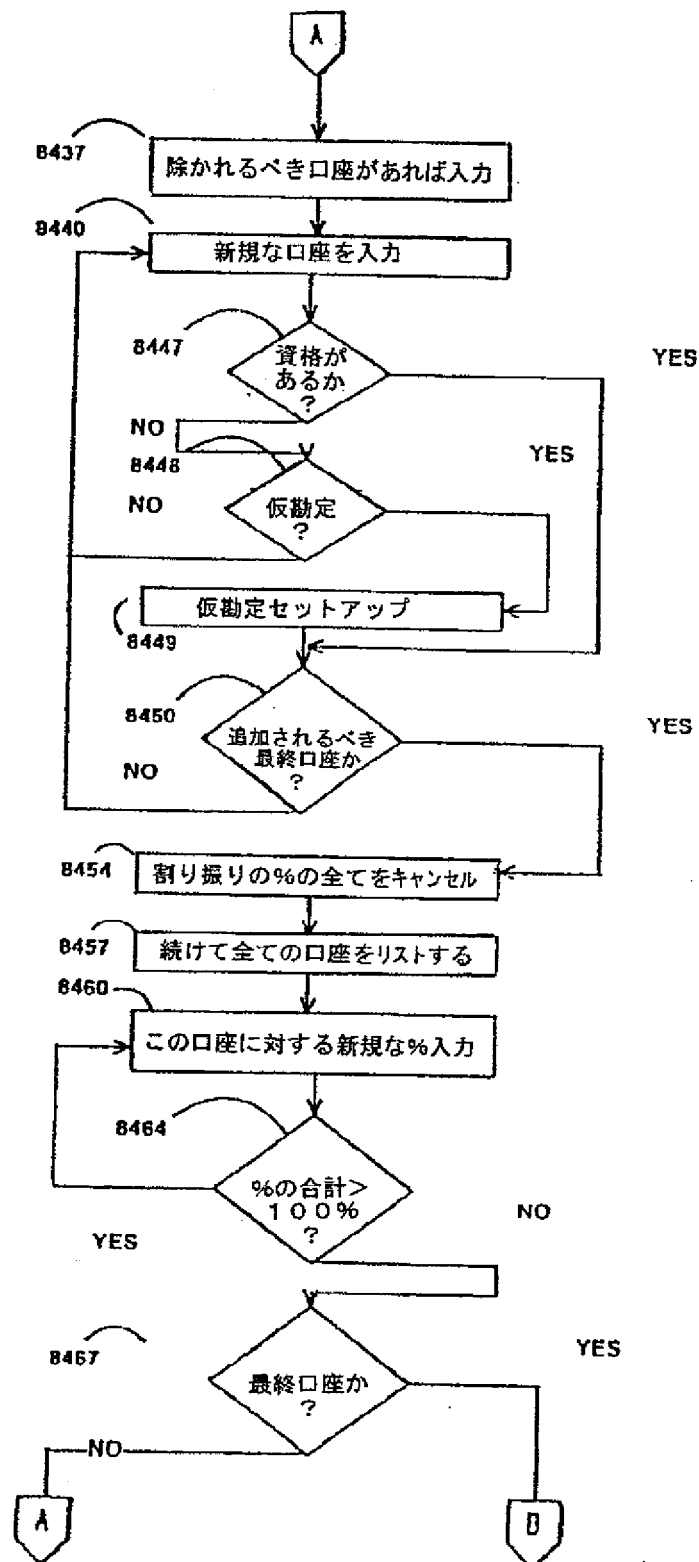 A
8437
除かれるべき口座があれば入力
8440
新規な口座を入力
8447
資格が
あるか
?
YES
NO
8448
YES
NO
仮勘定
?
仮勘定セットアップ
8449
8450
YES
追加されるべき
最終口座か
?
NO
8454
割り振りの%の全てをキャンセル
8457
続けて全ての口座をリストする
8460
この口座に対する新規な%入力
8464
%の合計>
100%
?
NO
YES
8467
YES
最終口座か
?
NO
A
D